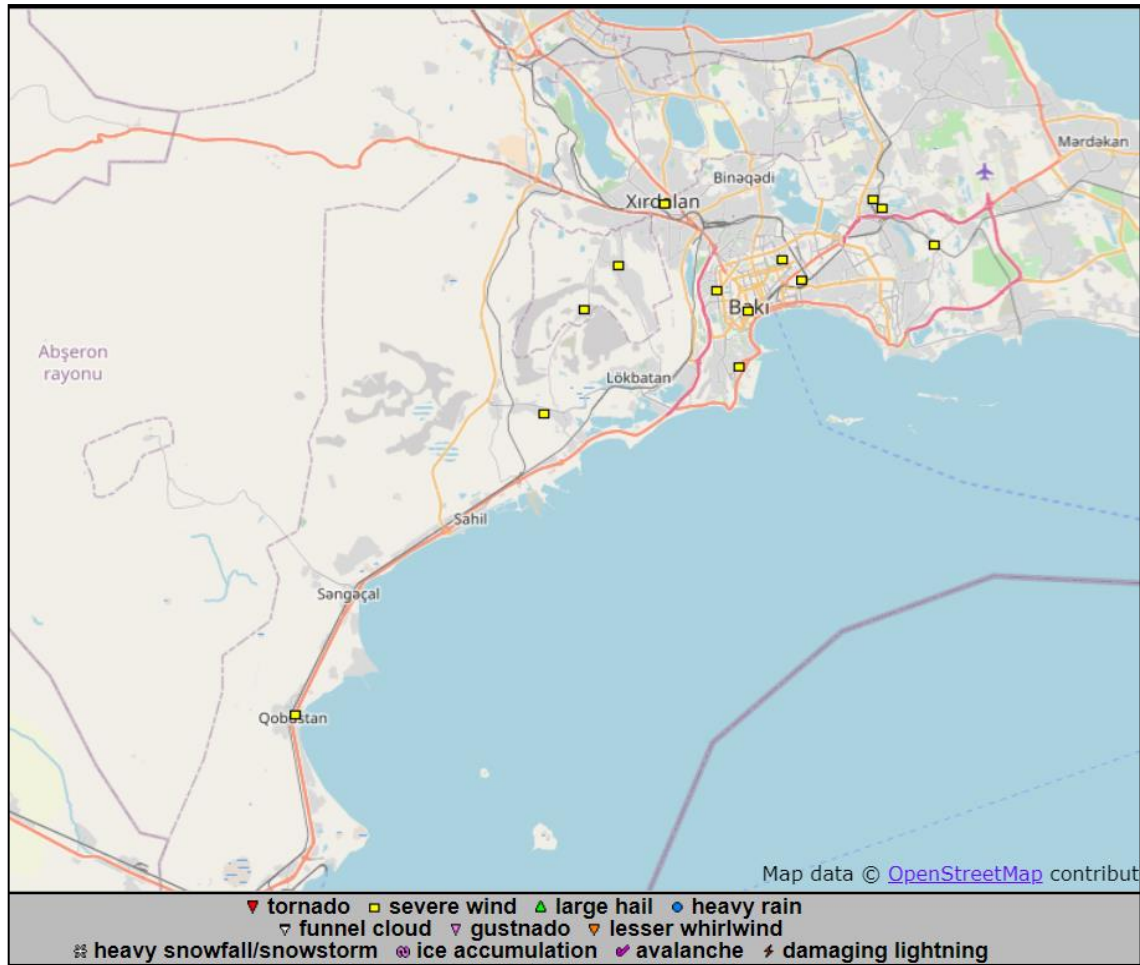 Mərdəkan
Binəqədi
Xırdalan
Bakı
Abşeron
rayonu
Lökbatan
Sahil
Səngəçal
Qobustan
Map data © OpenStreetMap contribut
tornado severe wind large hail heavy rain
funnel cloud gustnado lesser whirlwind
heavy snowfall/snowstorm ice accumulation avalanche damaging lightning